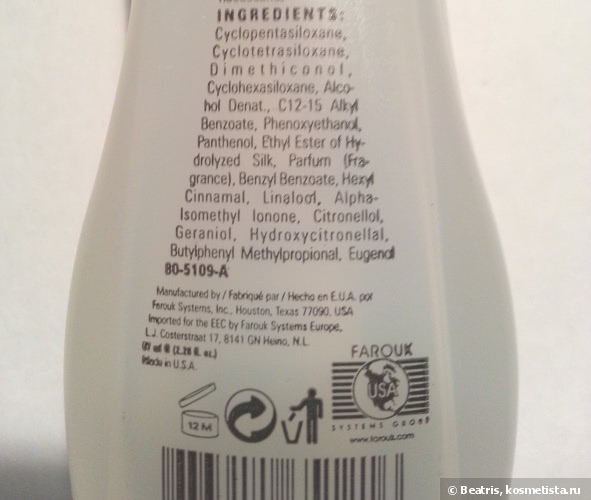 INGREDIENTS:
Cyclopentasiloxane,
Cyclotetrasiloxane,
Dimethiconol,
Cyclohexasiloxane, Alco-
hol Denat., C12-15 Alkyl
Benzoate, Phenoxyethanol,
Panthenol, Ethyl Ester of Hy-
drolyzed Silk, Parfum (Fra-
grance), Benzyl Benzoate, Hexyl
Cinnamal, Linalool, Alpha-
Isomethyl Ionone, Citronellol,
Geraniol, Hydroxycitronellal,
Butylphenyl Methylpropional, Eugenol
80-5109-A
Manufactured by / Fabriqué par / Hecho en E.U.A. por
Farouk Systems, Inc., Houston, Texas 77090, USA
Imported for the EEC by Farouk Systems Europe,
L.J. Costerstraat 17, 8141 GN Heino, N.L.
Made in U.S.A.
12 M
FAROUK
USA
SYSTEMS GROUP
www.farouk.com
© Beatris, kosmetista.ru